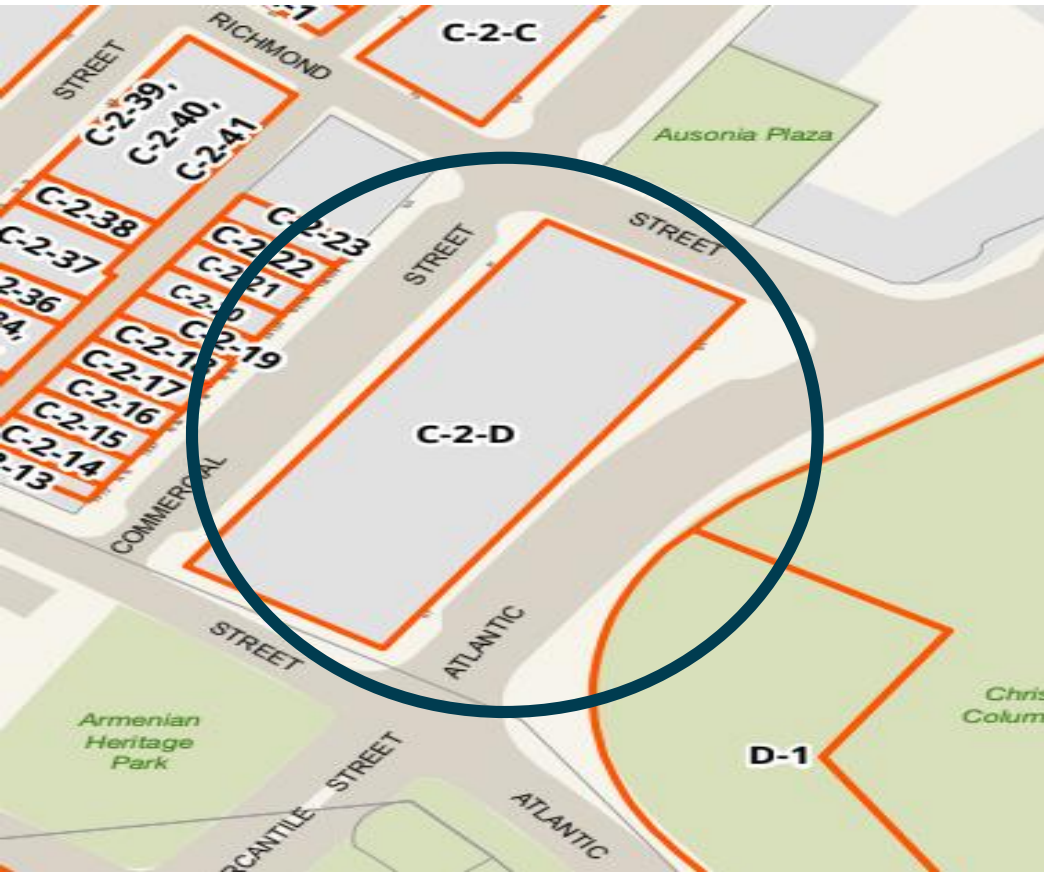 C-2-C
RICHMOND
STREET
Ausonia Plaza
C-2-39,
C-2-40,
C-2-41
C-2-38
C-2-37
C-2-23
C-2-22
STREET
STREET
C-2-19
C-2-17
C-2-16
C-2-15
C-2-14
C-2-D
COMMERCIAL
STREET
ATLANTIC
Armenian
Heritage
Park
D-1
STREET
ATLANTIC